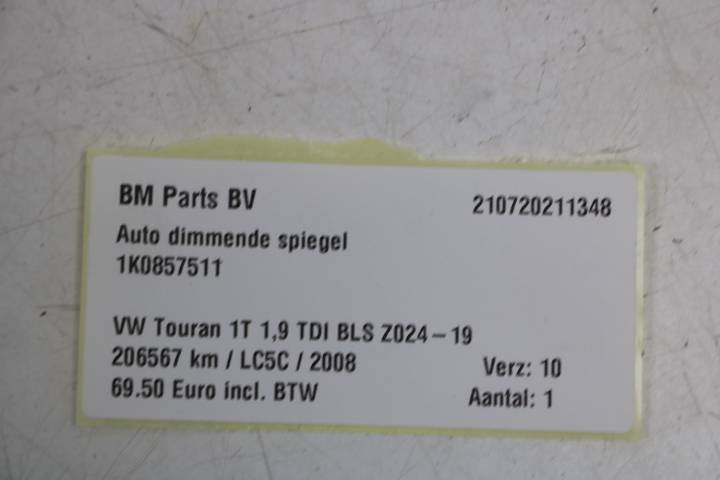 BM Parts BV 210720211348
Auto dimmende spiegel
1K0857511
VW Touran 1T 1,9 TDI BLS Z024-19
206567 km / LC5C / 2008 Verz: 10
69.50 Euro incl. BTW Aantal: 1